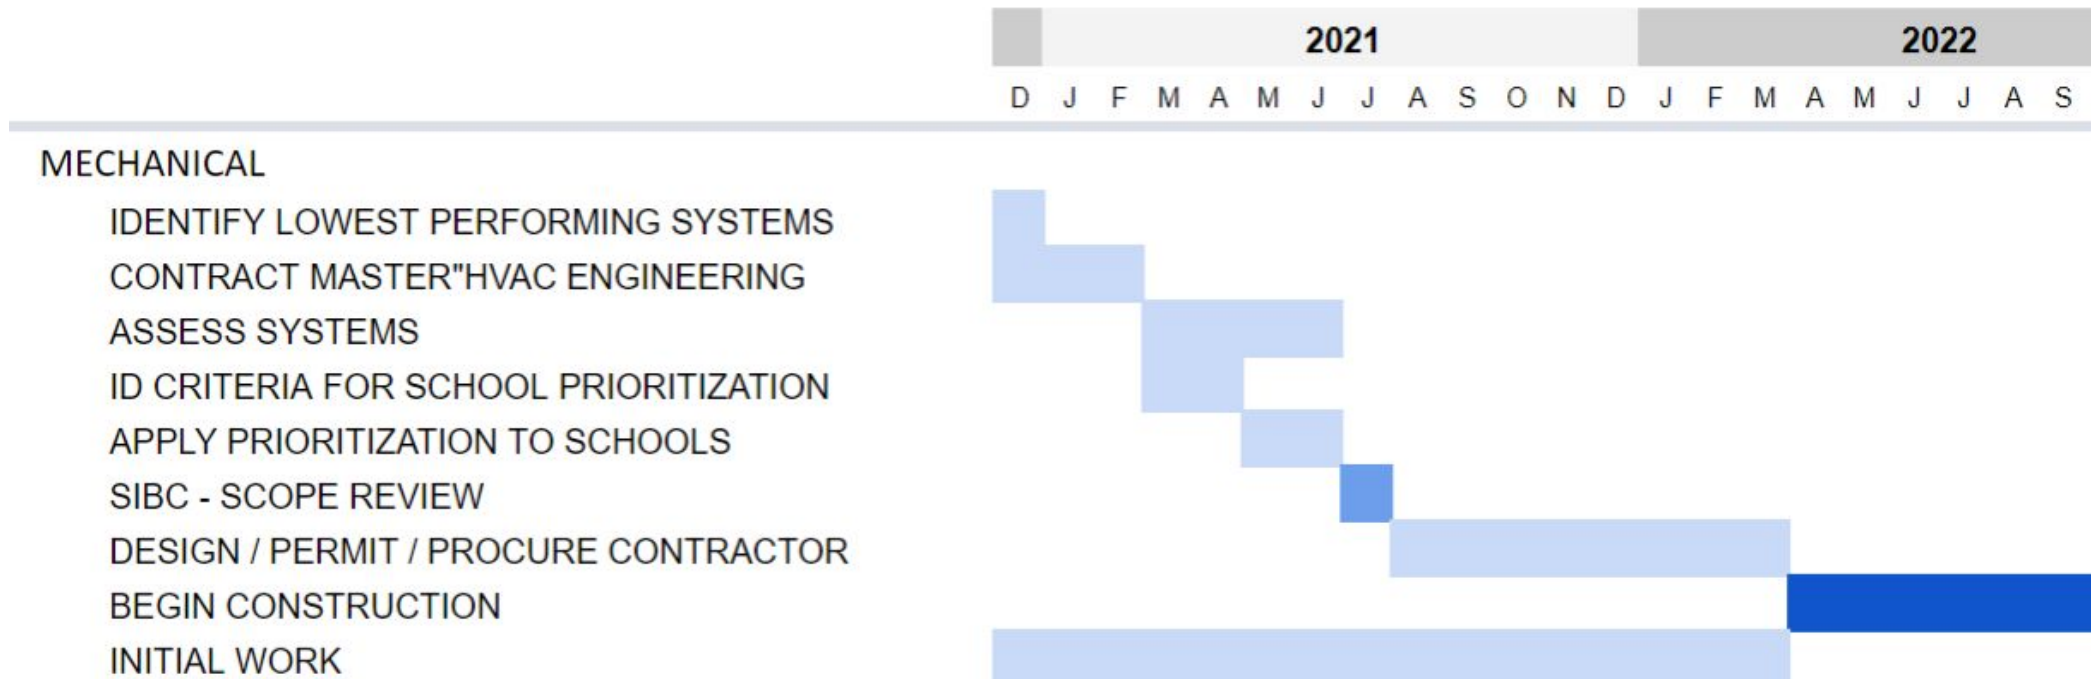 2021 2022
D J F M A M J J A S O N D J F M A M J J A S
MECHANICAL
IDENTIFY LOWEST PERFORMING SYSTEMS
CONTRACT MASTER"HVAC ENGINEERING
ASSESS SYSTEMS
ID CRITERIA FOR SCHOOL PRIORITIZATION
APPLY PRIORITIZATION TO SCHOOLS
SIBC - SCOPE REVIEW
DESIGN / PERMIT / PROCURE CONTRACTOR
BEGIN CONSTRUCTION
INITIAL WORK